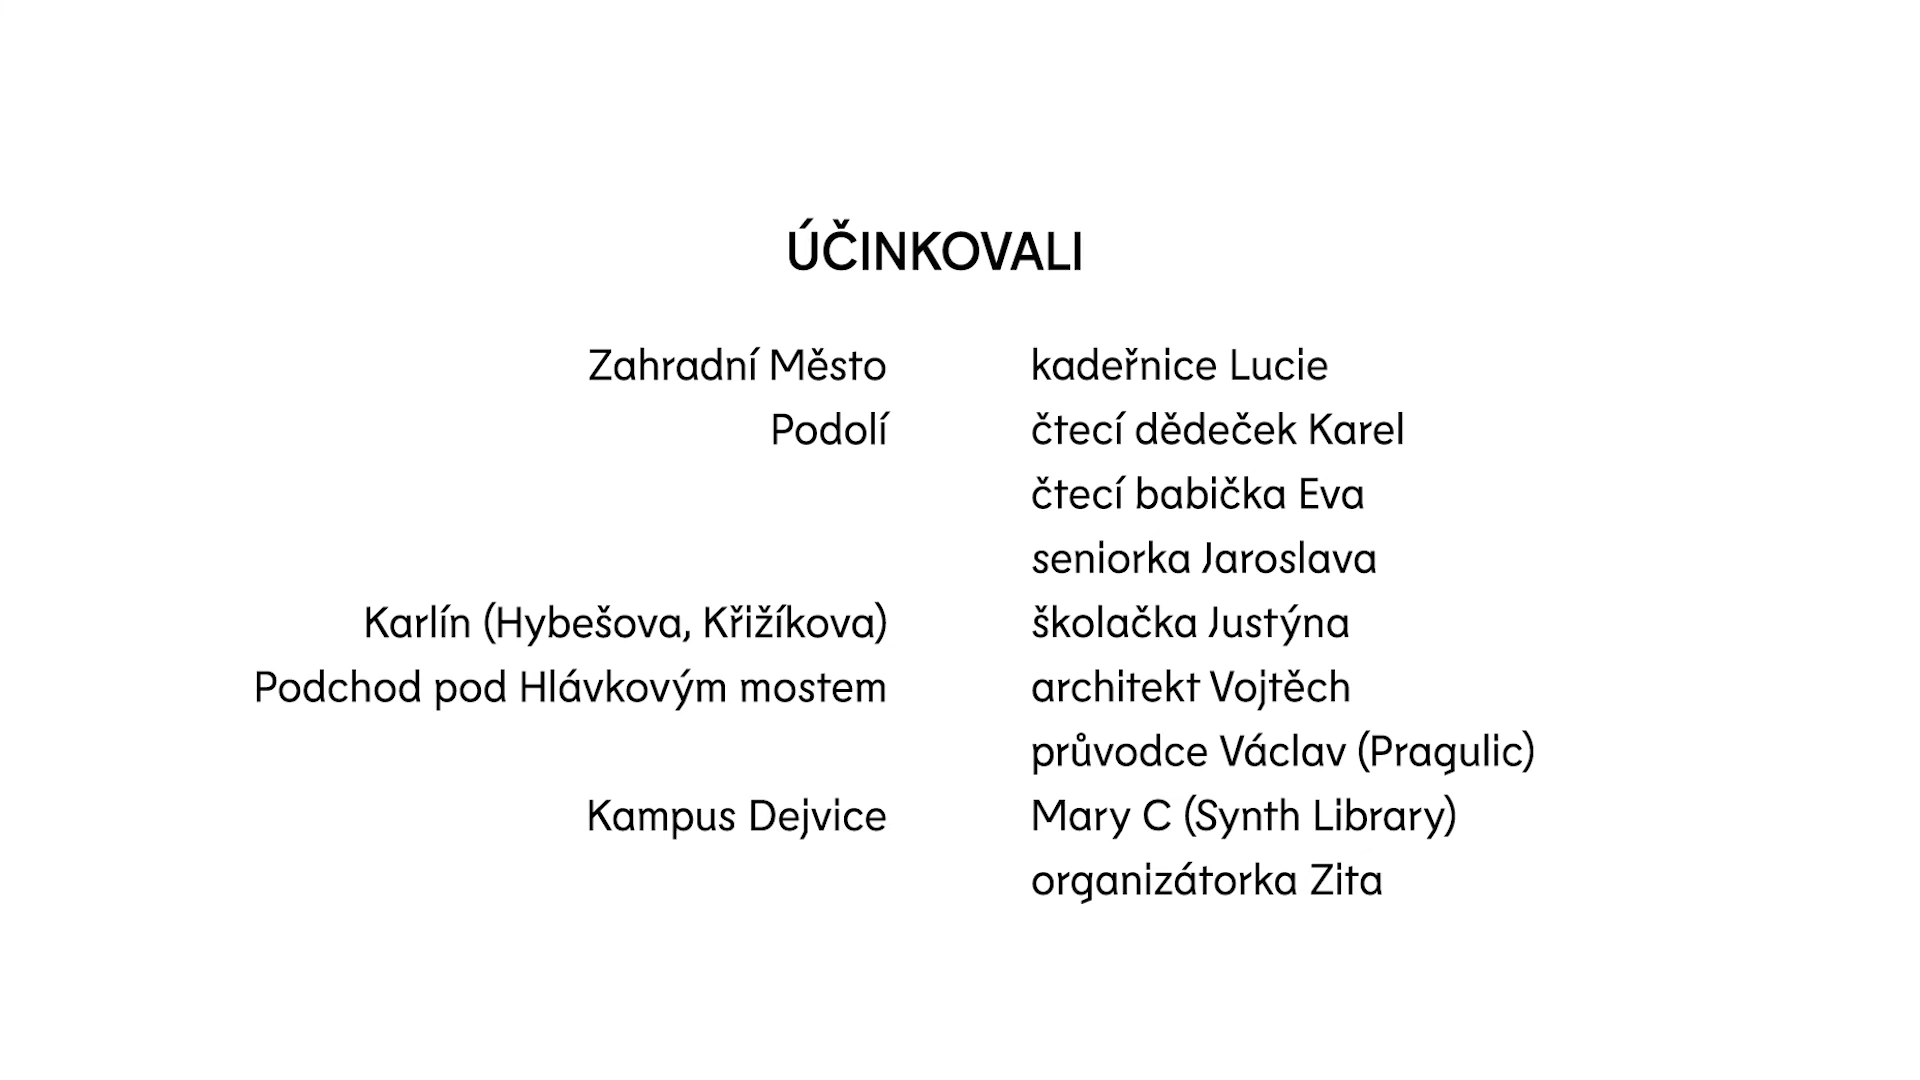 ÚČINKOVALI
Zahradní Město kadeřnice Lucie
Podolí čtecí dědeček Karel
čtecí babička Eva
seniorka Jaroslava
Karlín (Hybešova, Křižíkova) školačka Justýna
Podchod pod Hlávkovým mostem architekt Vojtěch
průvodce Václav (Pragulic)
Kampus Dejvice Mary C (Synth Library)
organizátorka Zita